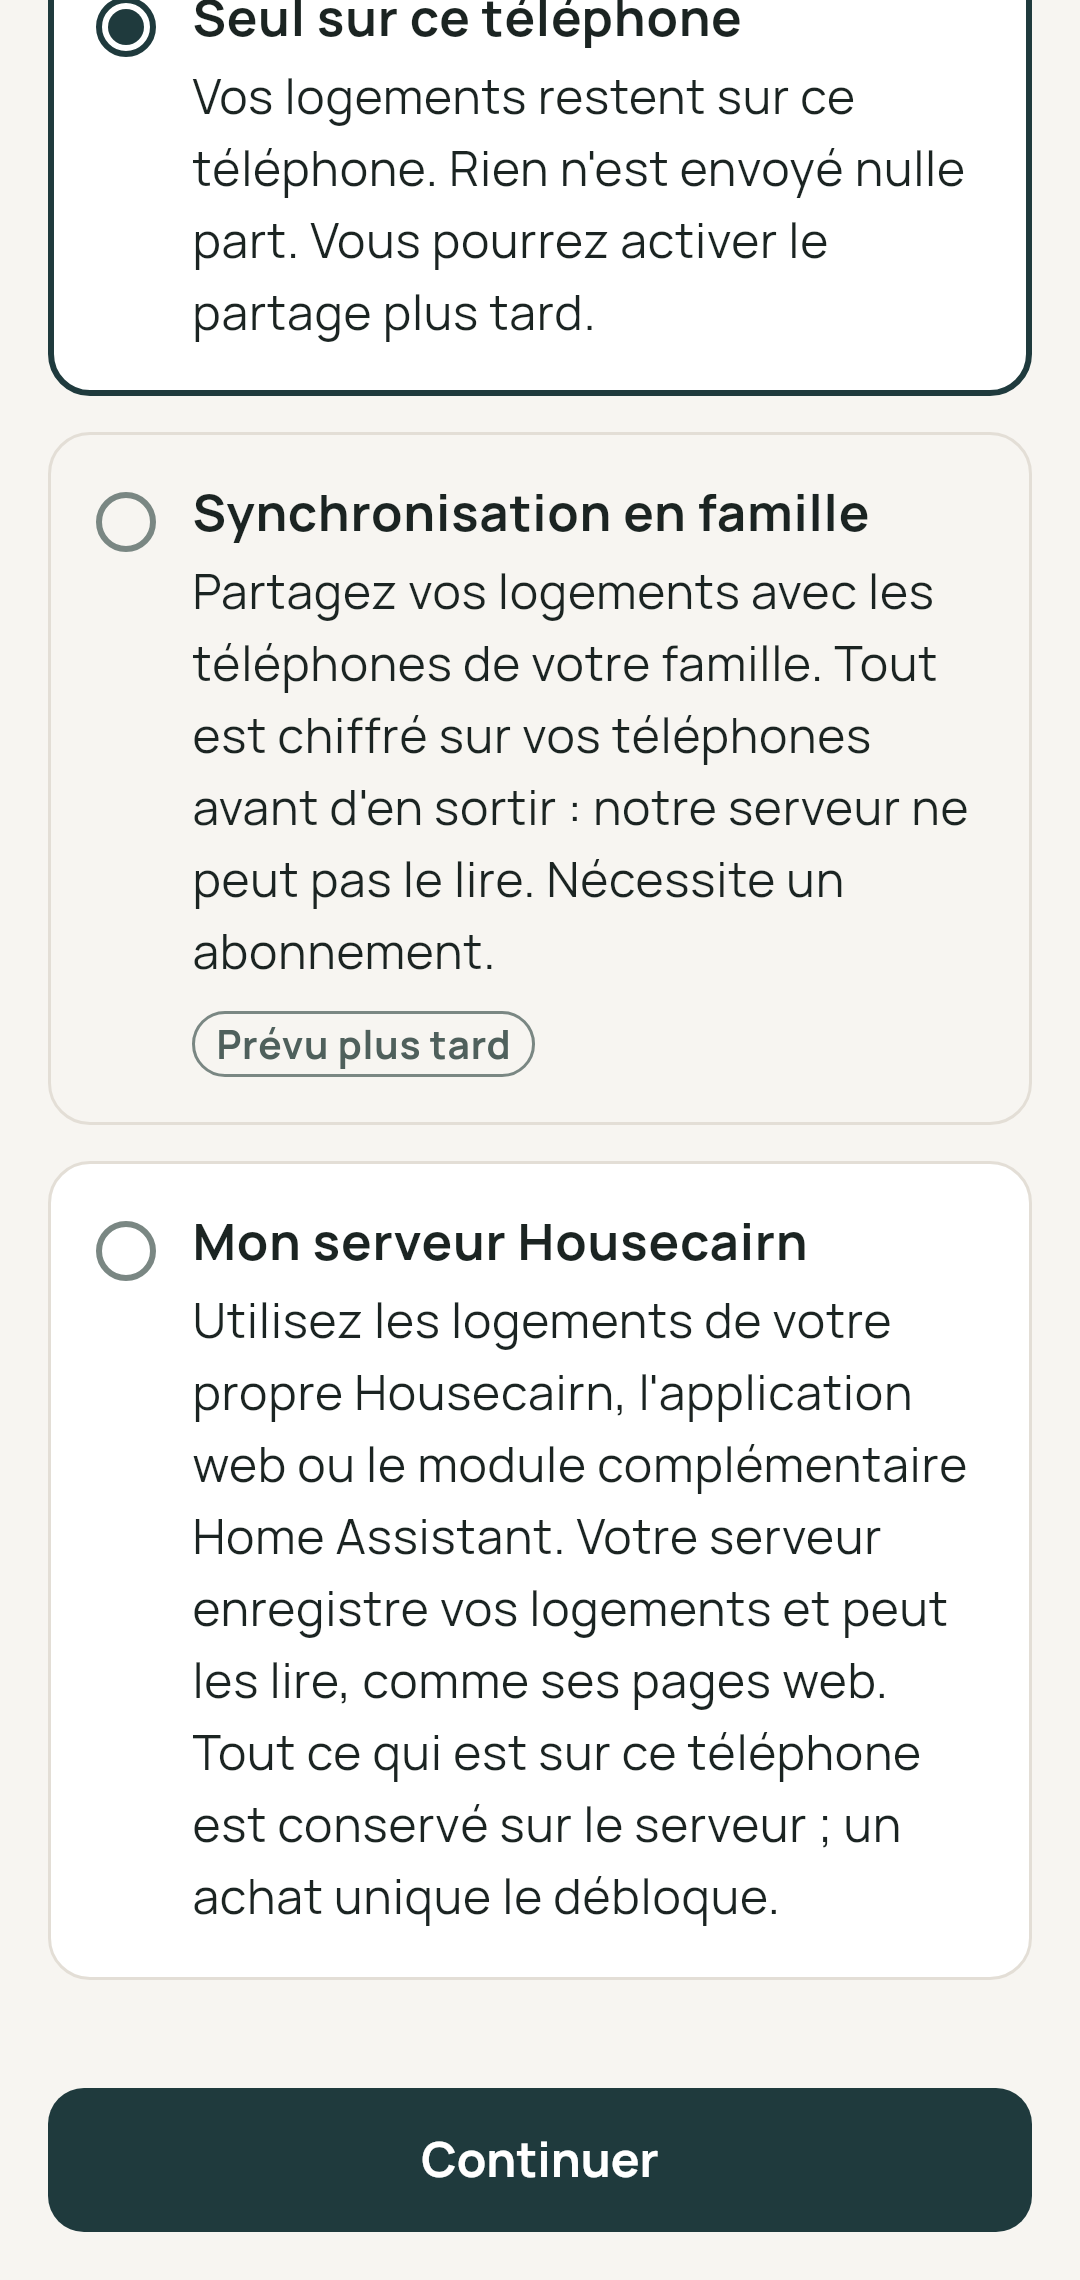 Seul sur ce téléphone
Vos logements restent sur ce
téléphone. Rien n'est envoyé nulle
part. Vous pourrez activer le
partage plus tard.
Synchronisation en famille
Partagez vos logements avec les
téléphones de votre famille. Tout
est chiffré sur vos téléphones
avant d'en sortir : notre serveur ne
peut pas le lire. Nécessite un
abonnement.
Prévu plus tard
Mon serveur Housecairn
Utilisez les logements de votre
propre Housecairn, l'application
web ou le module complémentaire
Home Assistant. Votre serveur
enregistre vos logements et peut
les lire, comme ses pages web.
Tout ce qui est sur ce téléphone
est conservé sur le serveur ; un
achat unique le débloque.
Continuer